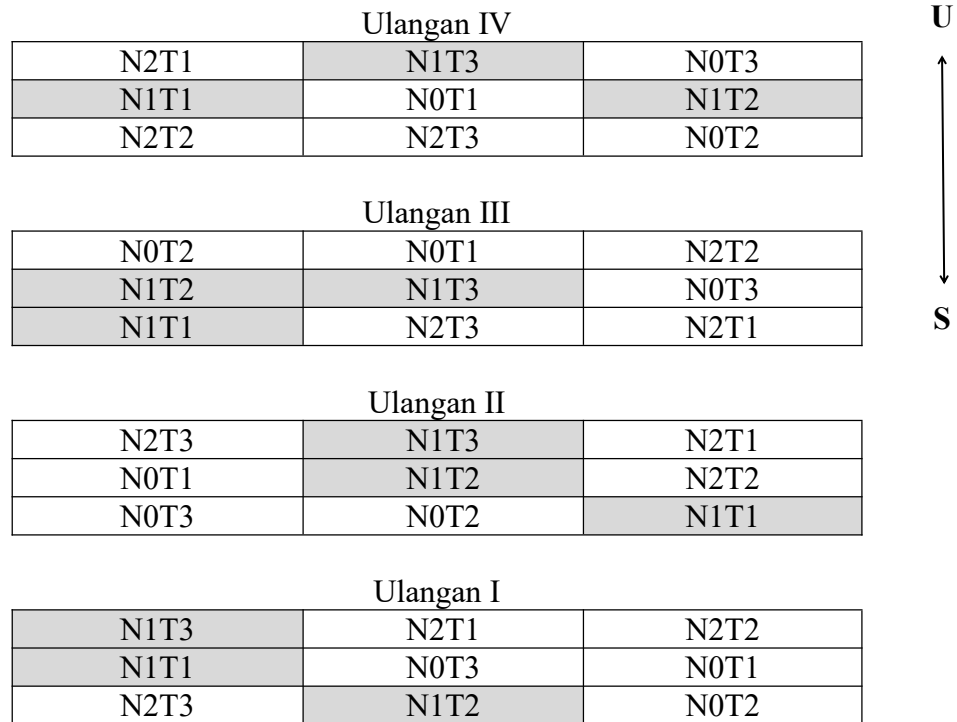 Ulangan IV
N2T1 N1T3 N0T3
N1T1 N0T1 N1T2
N2T2 N2T3 N0T2
Ulangan III
N0T2 N0T1 N2T2
N1T2 N1T3 N0T3
N1T1 N2T3 N2T1
Ulangan II
N2T3 N1T3 N2T1
N0T1 N1T2 N2T2
N0T3 N0T2 N1T1
Ulangan I
N1T3 N2T1 N2T2
N1T1 N0T3 N0T1
N2T3 N1T2 N0T2
U
S